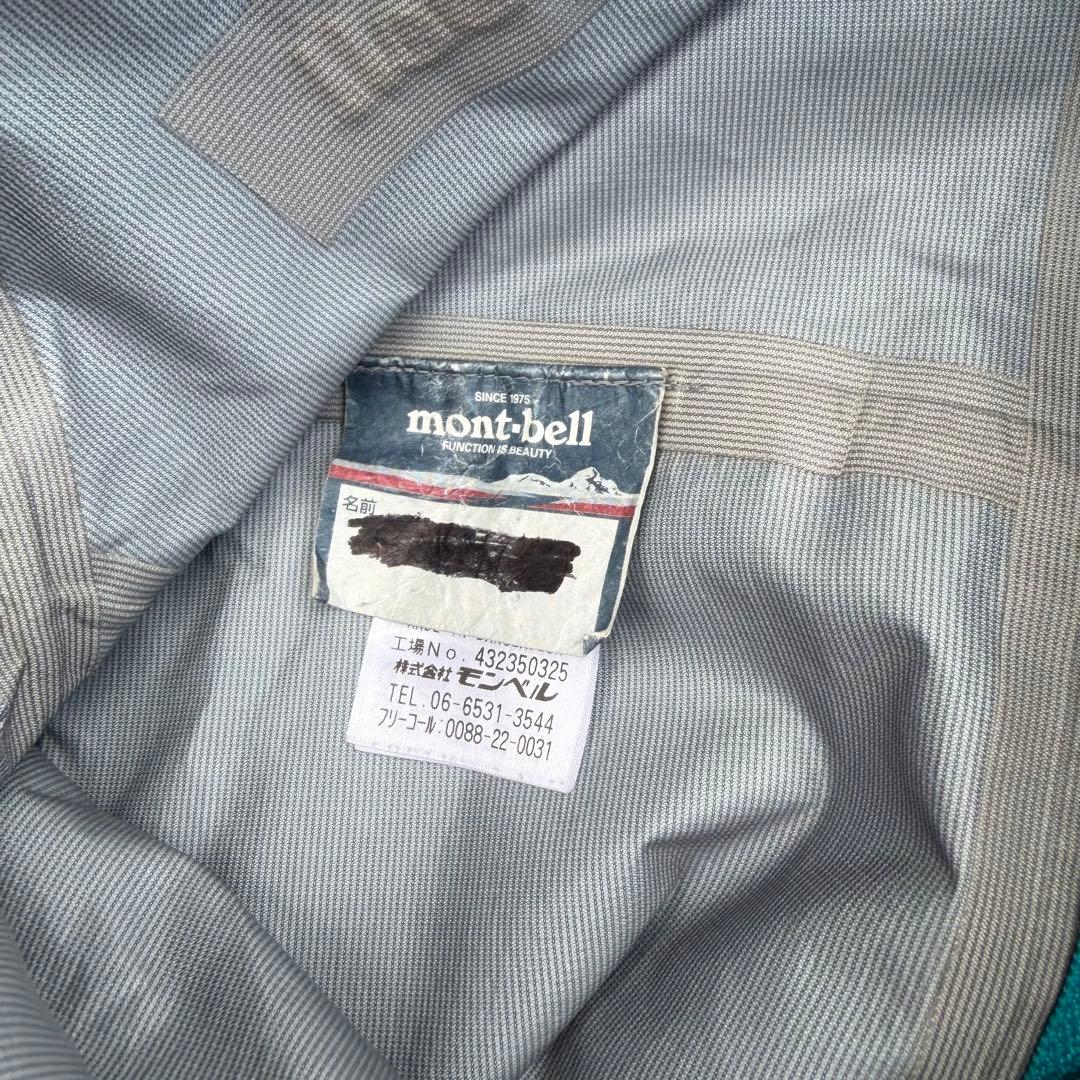 SINCE 1975
mont-bell
FUNCTION IS BEAUTY
名前
工場No. 432350325
株式会社 モンベル
TEL.06-6531-3544
フリーコール:0088-22-0031